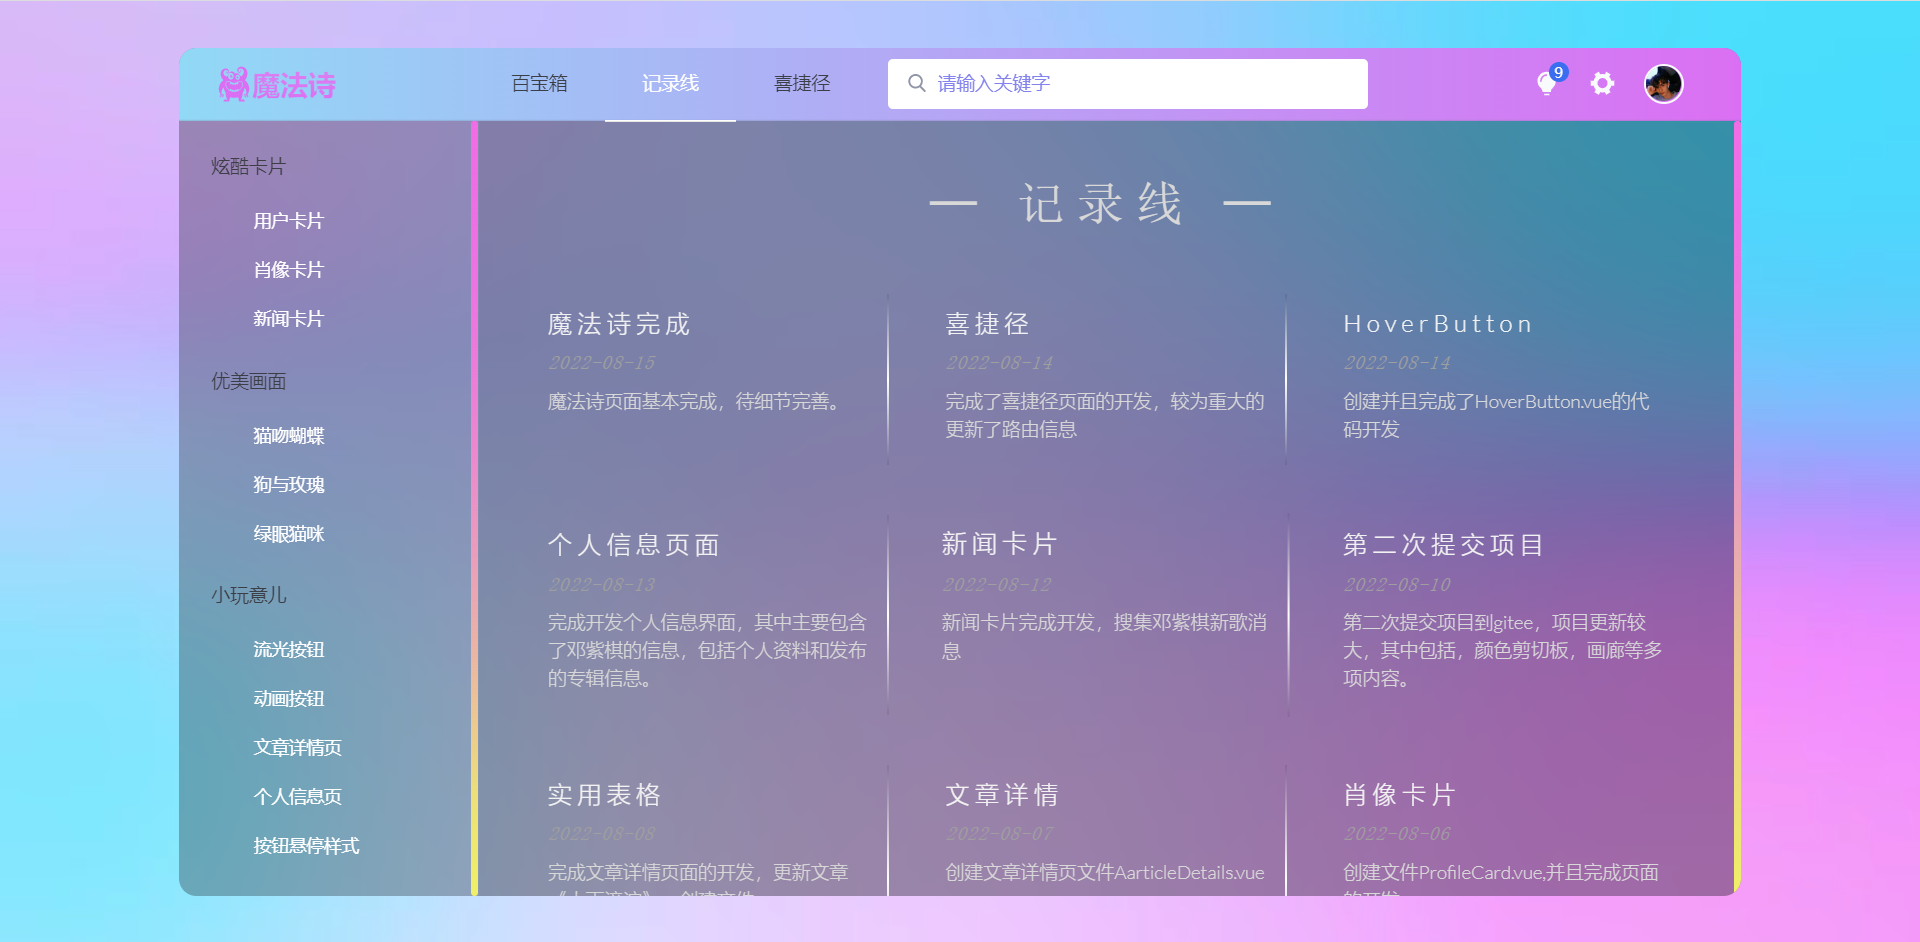 魔法诗
百宝箱
记录线
喜捷径
请输入关键字
9
炫酷卡片
用户卡片
肖像卡片
新闻卡片
优美画面
猫吻蝴蝶
狗与玫瑰
绿眼猫咪
小玩意儿
流光按钮
动画按钮
文章详情页
个人信息页
按钮悬停样式
— 记录线 —
魔法诗完成
2022-08-15
魔法诗页面基本完成，待细节完善。
喜捷径
2022-08-14
完成了喜捷径页面的开发，较为重大的
更新了路由信息
HoverButton
2022-08-14
创建并且完成了HoverButton.vue的代
码开发
个人信息页面
2022-08-13
完成开发个人信息界面，其中主要包含
了邓紫棋的信息，包括个人资料和发布
的专辑信息。
新闻卡片
2022-08-12
新闻卡片完成开发，搜集邓紫棋新歌消
息
第二次提交项目
2022-08-10
第二次提交项目到gitee，项目更新较
大，其中包括，颜色剪切板，画廊等多
项内容。
实用表格
2022-08-08
完成文章详情页面的开发，更新文章
文章详情
2022-08-07
创建文章详情页文件AarticleDetails.vue
肖像卡片
2022-08-06
创建文件ProfileCard.vue,并且完成页面
的开发